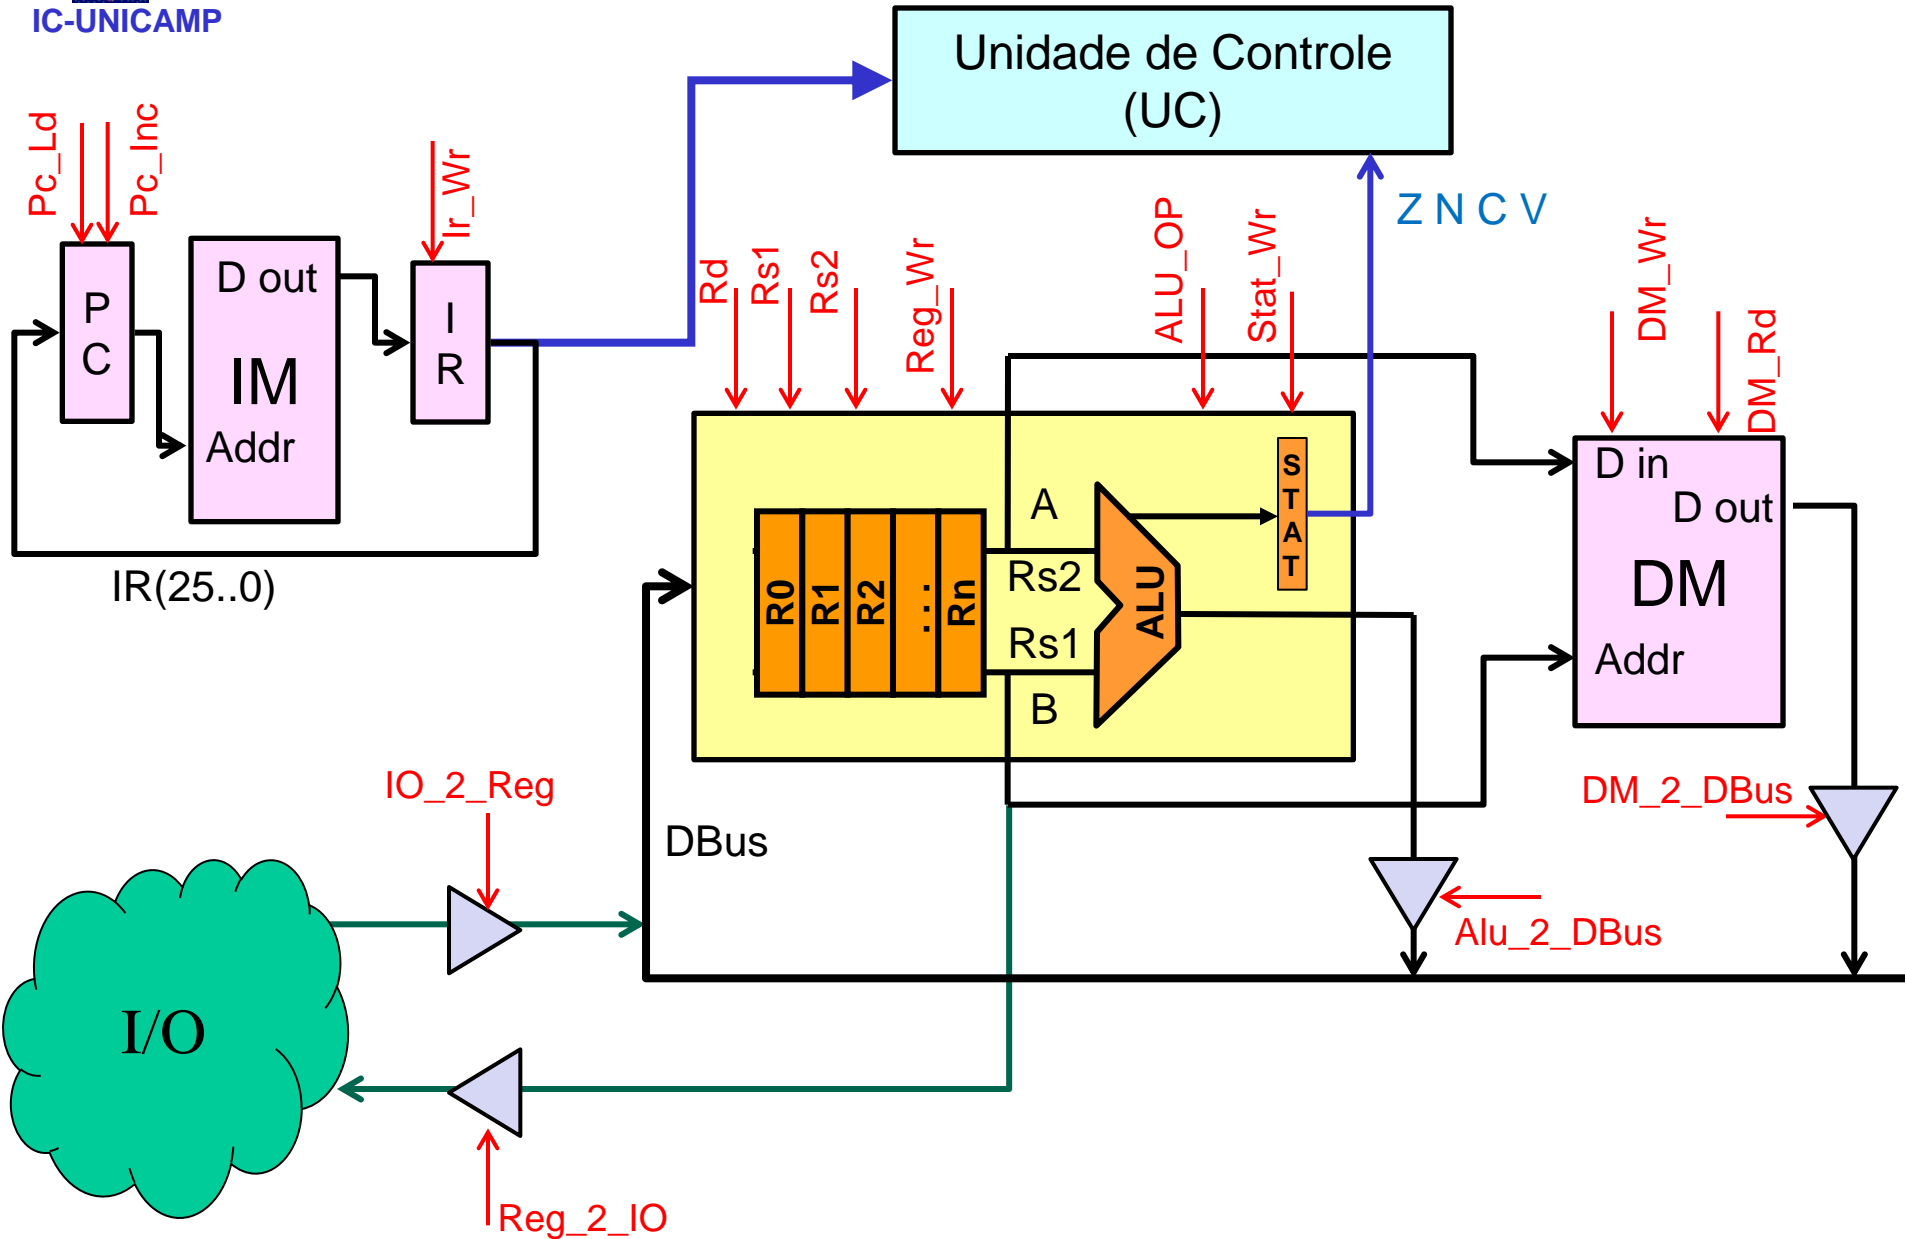 IC-UNICAMP
Unidade de Controle
(UC)
Pc_Ld
Pc_Inc
Ir_Wr
Z N C V
P
C
D out
IM
Addr
I
R
IR(25..0)
Rd
Rs1
Rs2
Reg_Wr
ALU_OP
Stat_Wr
DM_Wr
DM_Rd
S
T
A
T
A
Rs2
Rs1
B
R0
R1
R2
...
Rn
ALU
D in
D out
DM
Addr
IO_2_Reg
DBus
DM_2_DBus
Alu_2_DBus
I/O
Reg_2_IO